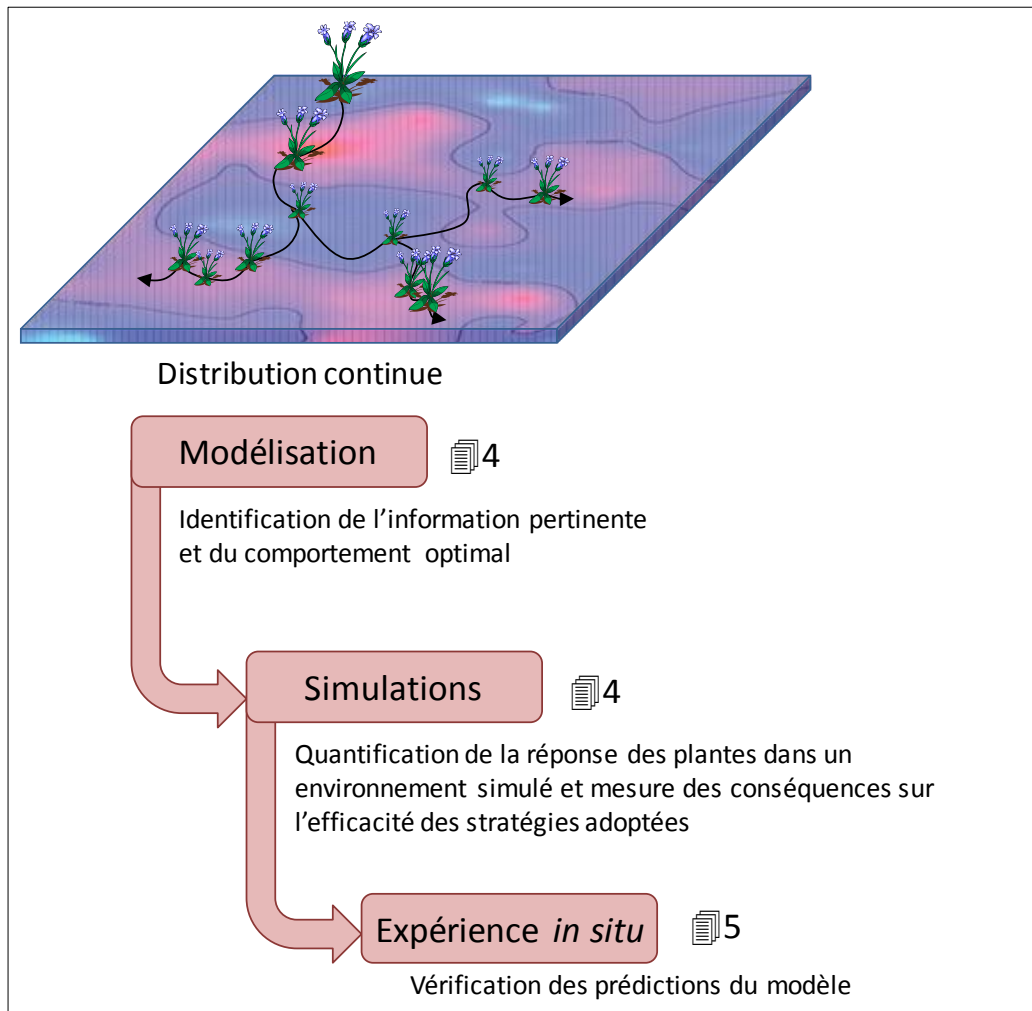 Distribution continue
Modélisation 4
Identification de l'information pertinente
et du comportement optimal
Simulations 4
Quantification de la réponse des plantes dans un
environnement simulé et mesure des conséquences sur
l'efficacité des stratégies adoptées
Expérience in situ 5
Vérification des prédictions du modèle